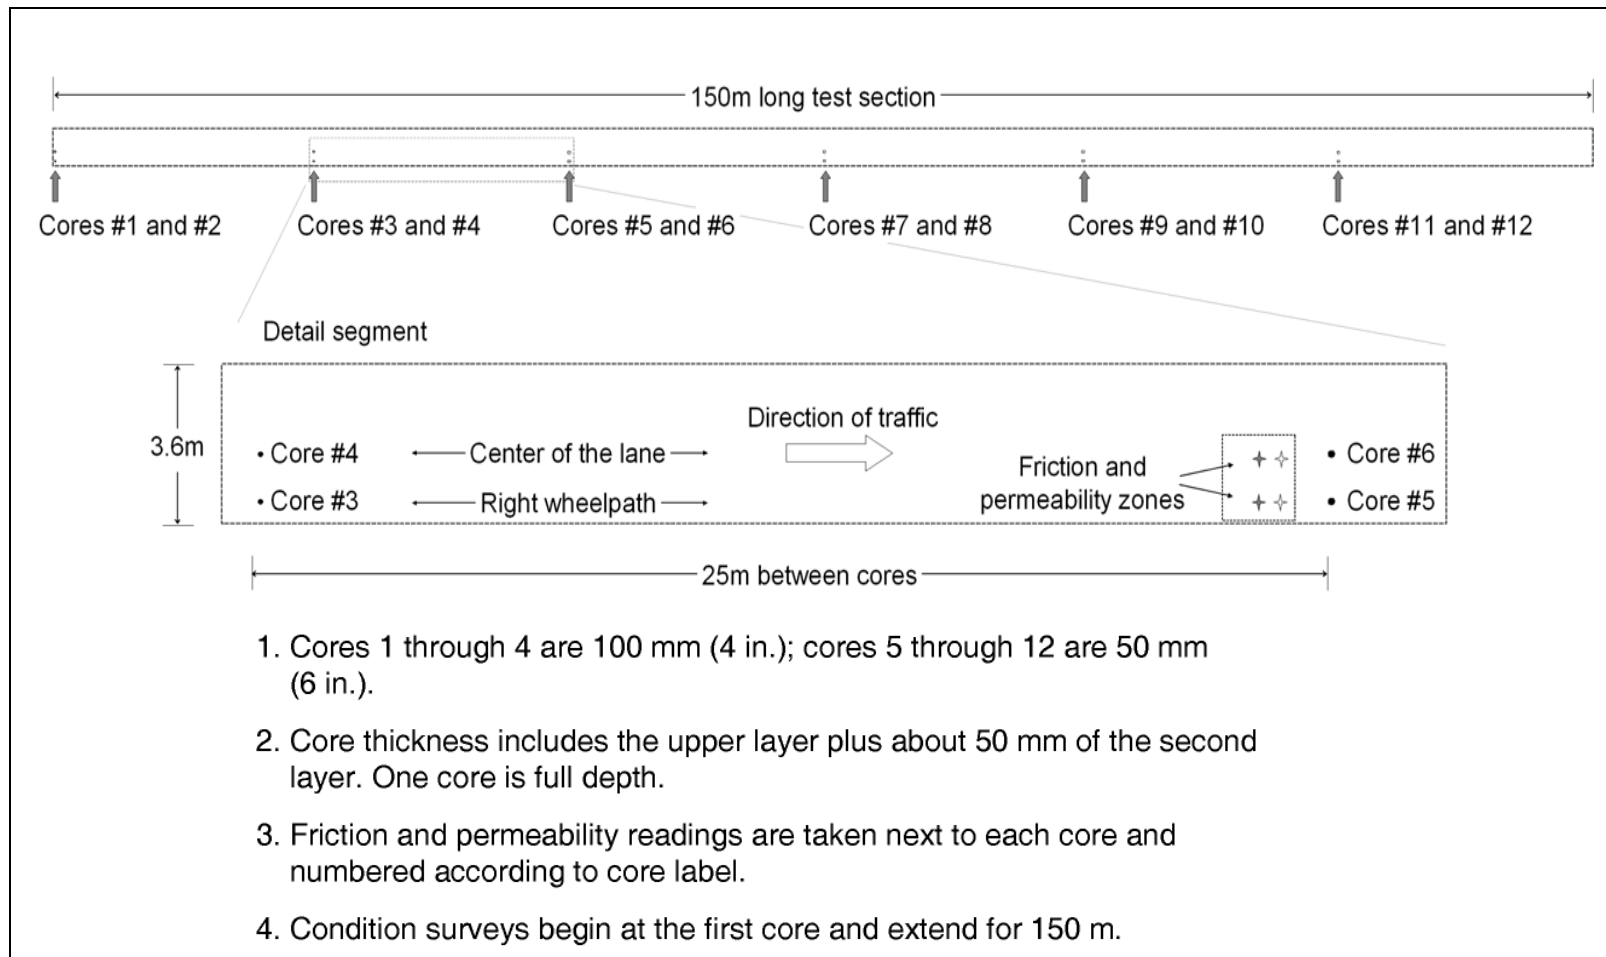 150m long test section
Cores #1 and #2
Cores #3 and #4
Cores #5 and #6
Cores #7 and #8
Cores #9 and #10
Cores #11 and #12
Detail segment
3.6m
Direction of traffic
Core #4
Center of the lane
Friction and
permeability zones
Core #6
Core #3
Right wheelpath
Core #5
25m between cores
1. Cores 1 through 4 are 100 mm (4 in.); cores 5 through 12 are 50 mm
(6 in.).
2. Core thickness includes the upper layer plus about 50 mm of the second
layer. One core is full depth.
3. Friction and permeability readings are taken next to each core and
numbered according to core label.
4. Condition surveys begin at the first core and extend for 150 m.